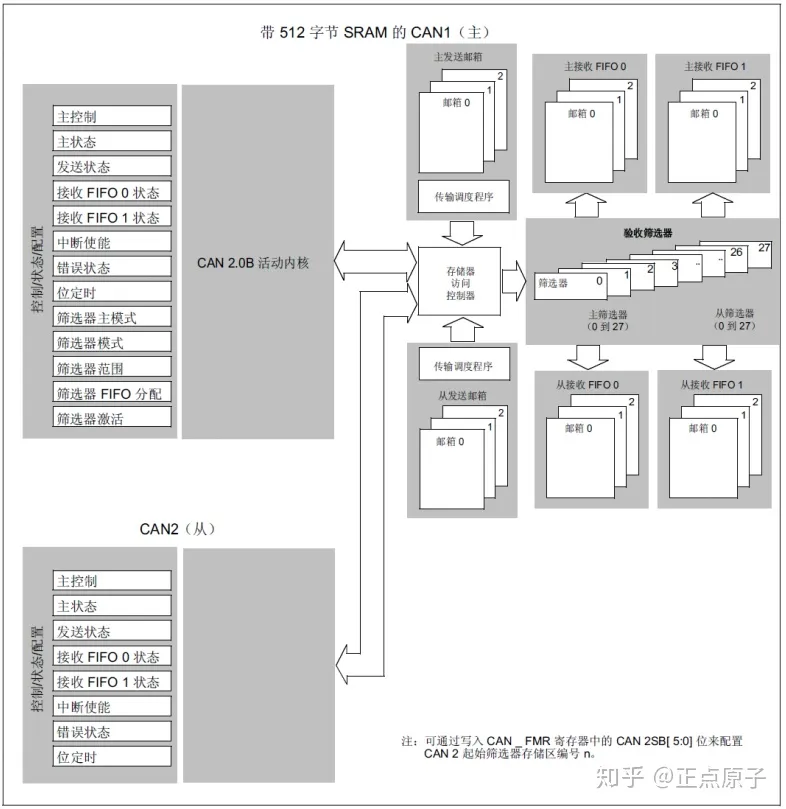 带 512 字节 SRAM 的 CAN1（主）
控制/状态/配置
主控制
主状态
发送状态
接收 FIFO 0 状态
接收 FIFO 1 状态
中断使能
错误状态
位定时
筛选器主模式
筛选器模式
筛选器范围
筛选器 FIFO 分配
筛选器激活
CAN 2.0B 活动内核
主发送邮箱
2
1
邮箱 0
传输调度程序
主接收 FIFO 0
2
1
邮箱 0
主接收 FIFO 1
2
1
邮箱 0
存储器
访问
控制器
验收筛选器
筛选器 0 1 2 3 .. .. 26 27
主筛选器
（0 到 27）
从筛选器
（0 到 27）
传输调度程序
从发送邮箱
2
1
邮箱 0
从接收 FIFO 0
2
1
邮箱 0
从接收 FIFO 1
2
1
邮箱 0
CAN2（从）
控制/状态/配置
主控制
主状态
发送状态
接收 FIFO 0 状态
接收 FIFO 1 状态
中断使能
错误状态
位定时
注：可通过写入 CAN _ FMR 寄存器中的 CAN 2SB[ 5:0] 位来配置
CAN 2 起始筛选器存储区编号 n。
知乎 @正点原子